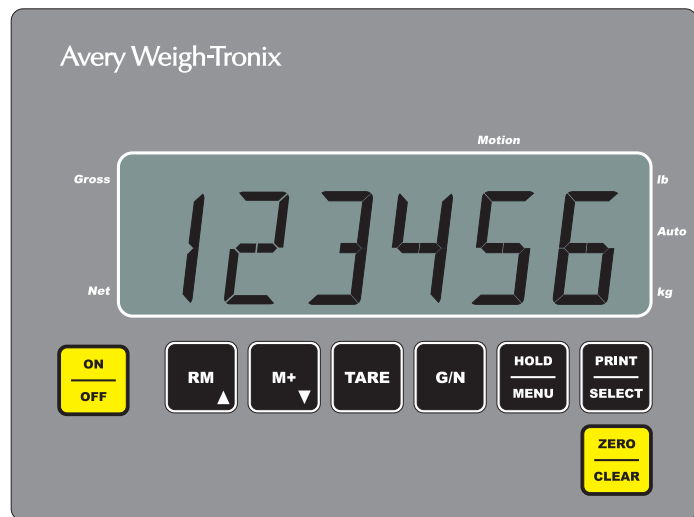 Avery Weigh-Tronix
Motion
Gross
lb
123456
Auto
Net
kg
ON
OFF
RM
M+
TARE
G/N
HOLD
MENU
PRINT
SELECT
ZERO
CLEAR